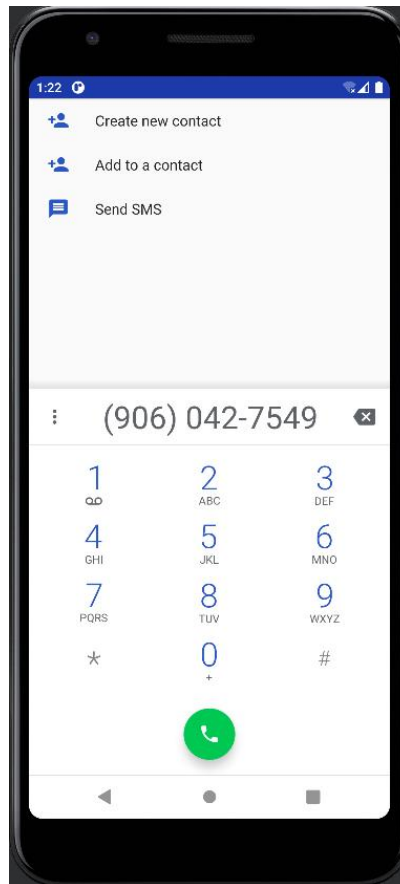 1:22
Create new contact
Add to a contact
Send SMS
(906) 042-7549
1 2 3
ABC DEF
4 5 6
GHI JKL MNO
7 8 9
PQRS TUV WXYZ
* 0 #
+